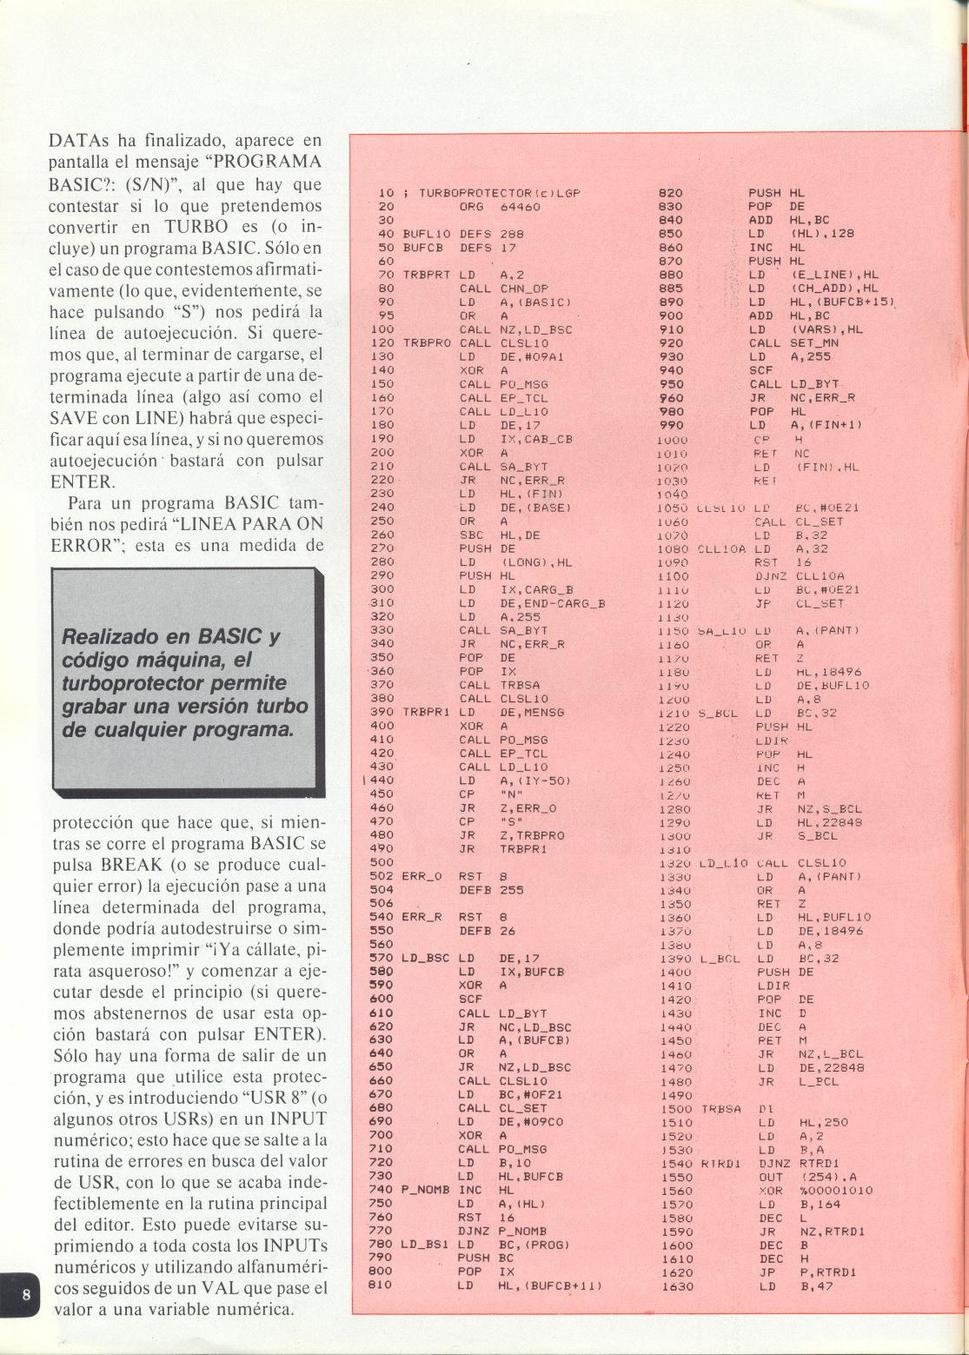 DATAs ha finalizado, aparece en
pantalla el mensaje “PROGRAMA
BASIC?: (S/N)”, al que hay que
contestar si lo que pretendemos
convertir en TURBO es (o in-
cluye) un programa BASIC. Sólo en
el caso de que contestemos afirmati-
vamente (lo que, evidentemente, se
hace pulsando “S”) nos pedirá la
línea de autoejecución. Si quere-
mos que, al terminar de cargarse, el
programa ejecute a partir de una de-
terminada línea (algo así como el
SAVE con LINE) habrá que especi-
ficar aquí esa línea, y si no queremos
autoejecución bastará con pulsar
ENTER.
Para un programa BASIC tam-
bién nos pedirá “LINEA PARA ON
ERROR”; esta es una medida de
Realizado en BASIC y
código máquina, el
turboprotector permite
grabar una versión turbo
de cualquier programa.
protección que hace que, si mien-
tras se corre el programa BASIC se
pulsa BREAK (o se produce cual-
quier error) la ejecución pase a una
línea determinada del programa,
donde podría autodestruirse o sim-
plemente imprimir “¡Ya cállate, pi-
rata asqueroso!” y comenzar a eje-
cutar desde el principio (si quere-
mos abstenernos de usar esta op-
ción bastará con pulsar ENTER).
Sólo hay una forma de salir de un
programa que utilice esta protec-
ción, y es introduciendo “USR 8” (o
algunos otros USRs) en un INPUT
numérico; esto hace que se salte a la
rutina de errores en busca del valor
de USR, con lo que se acaba inde-
fectiblemente en la rutina principal
del editor. Esto puede evitarse su-
primiendo a toda costa los INPUTs
numéricos y utilizando alfanuméri-
cos seguidos de un VAL que pase el
valor a una variable numérica.
8
10 ; TURBOPROTECTOR(c)LGP
20 ORG 64460
30
40 BUFL10 DEFS 288
50 BUFCB DEFS 17
60
70 TRBPRT LD A,2
80 CALL CHN_OP
90 LD A,(BASIC)
95 OR A
100 CALL NZ,LD_BSC
120 TRBPRO CALL CLSL10
130 LD DE,#09A1
140 XOR A
150 CALL PO_MSG
160 CALL EP_TCL
170 CALL LD_L10
180 LD DE,17
190 LD IX,CAB_CB
200 XOR A
210 CALL SA_BYT
220 JR NC,ERR_R
230 LD HL,(FIN)
240 LD DE,(BASE)
250 OR A
260 SBC HL,DE
270 PUSH DE
280 LD (LONG),HL
290 PUSH HL
300 LD IX,CARG_B
310 LD DE,END-CARG_B
320 LD A,255
330 CALL SA_BYT
340 JR NC,ERR_R
350 POP DE
360 POP IX
370 CALL TRBSA
380 CALL CLSL10
390 TRBPR1 LD DE,MENSG
400 XOR A
410 CALL PO_MSG
420 CALL EP_TCL
430 CALL LD_L10
440 LD A,(IY-50)
450 CP "N"
460 JR Z,ERR_O
470 CP "S"
480 JR Z,TRBPRO
490 JR TRBPR1
500
502 ERR_O RST 8
504 DEFB 255
506
540 ERR_R RST 8
550 DEFB 26
560
570 LD_BSC LD DE,17
580 LD IX,BUFCB
590 XOR A
600 SCF
610 CALL LD_BYT
620 JR NC,LD_BSC
630 LD A,(BUFCB)
640 OR A
650 JR NZ,LD_BSC
660 CALL CLSL10
670 LD BC,#0F21
680 CALL CL_SET
690 LD DE,#09C0
700 XOR A
710 CALL PO_MSG
720 LD B,10
730 LD HL,BUFCB
740 P_NOMB INC HL
750 LD A,(HL)
760 RST 16
770 DJNZ P_NOMB
780 LD_BS1 LD BC,(PROG)
790 PUSH BC
800 POP IX
810 LD HL,(BUFCB+11)
820 PUSH HL
830 POP DE
840 ADD HL,BC
850 LD (HL),128
860 INC HL
870 PUSH HL
880 LD (E_LINE),HL
885 LD (CH_ADD),HL
890 LD HL,(BUFCB+15)
900 ADD HL,BC
910 LD (VARS),HL
920 CALL SET_MN
930 LD A,255
940 SCF
950 CALL LD_BYT
960 JR NC,ERR_R
980 POP HL
990 LD A,(FIN+1)
1000 CP H
1010 RET NC
1020 LD (FIN),HL
1030 RET
1040
1050 CLSL10 LD BC,#0E21
1060 CALL CL_SET
1070 LD B,32
1080 CLL10A LD A,32
1090 RST 16
1100 DJNZ CLL10A
1110 LD BC,#0E21
1120 JP CL_SET
1130
1150 SA_L10 LD A,(PANT)
1160 OR A
1170 RET Z
1180 LD HL,18496
1190 LD DE,BUFL10
1200 LD A,8
1210 S_BCL LD BC,32
1220 PUSH HL
1230 LDIR
1240 POP HL
1250 INC H
1260 DEC A
1270 RET M
1280 JR NZ,S_BCL
1290 LD HL,22848
1300 JR S_BCL
1310
1320 LD_L10 CALL CLSL10
1330 LD A,(PANT)
1340 OR A
1350 RET Z
1360 LD HL,BUFL10
1370 LD DE,18496
1380 LD A,8
1390 L_BCL LD BC,32
1400 PUSH DE
1410 LDIR
1420 POP DE
1430 INC D
1440 DEC A
1450 RET M
1460 JR NZ,L_BCL
1470 LD DE,22848
1480 JR L_BCL
1490
1500 TRBSA DI
1510 LD HL,250
1520 LD A,2
1530 LD B,A
1540 RTRD1 DJNZ RTRD1
1550 OUT (254),A
1560 XOR %00001010
1570 LD B,164
1580 DEC L
1590 JR NZ,RTRD1
1600 DEC B
1610 DEC H
1620 JP P,RTRD1
1630 LD B,47